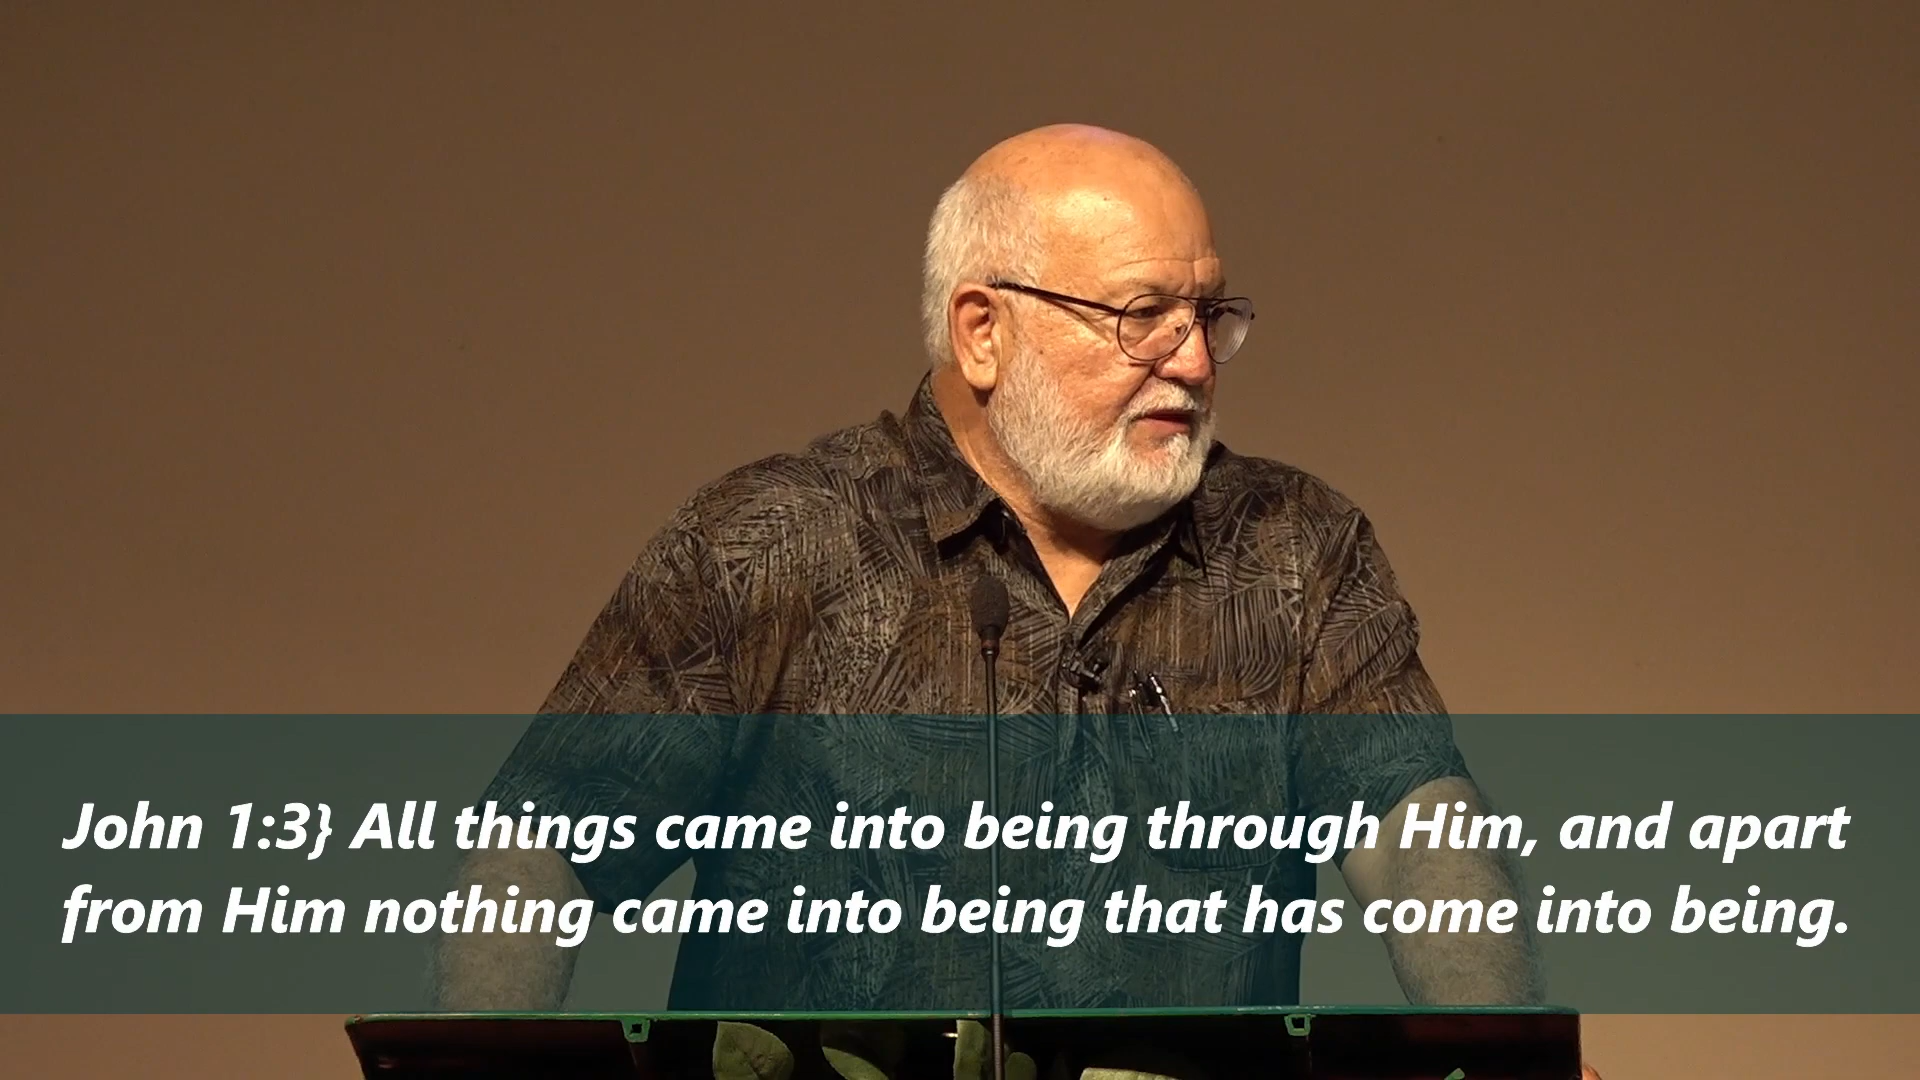 John 1:3} All things came into being through Him, and apart
from Him nothing came into being that has come into being.